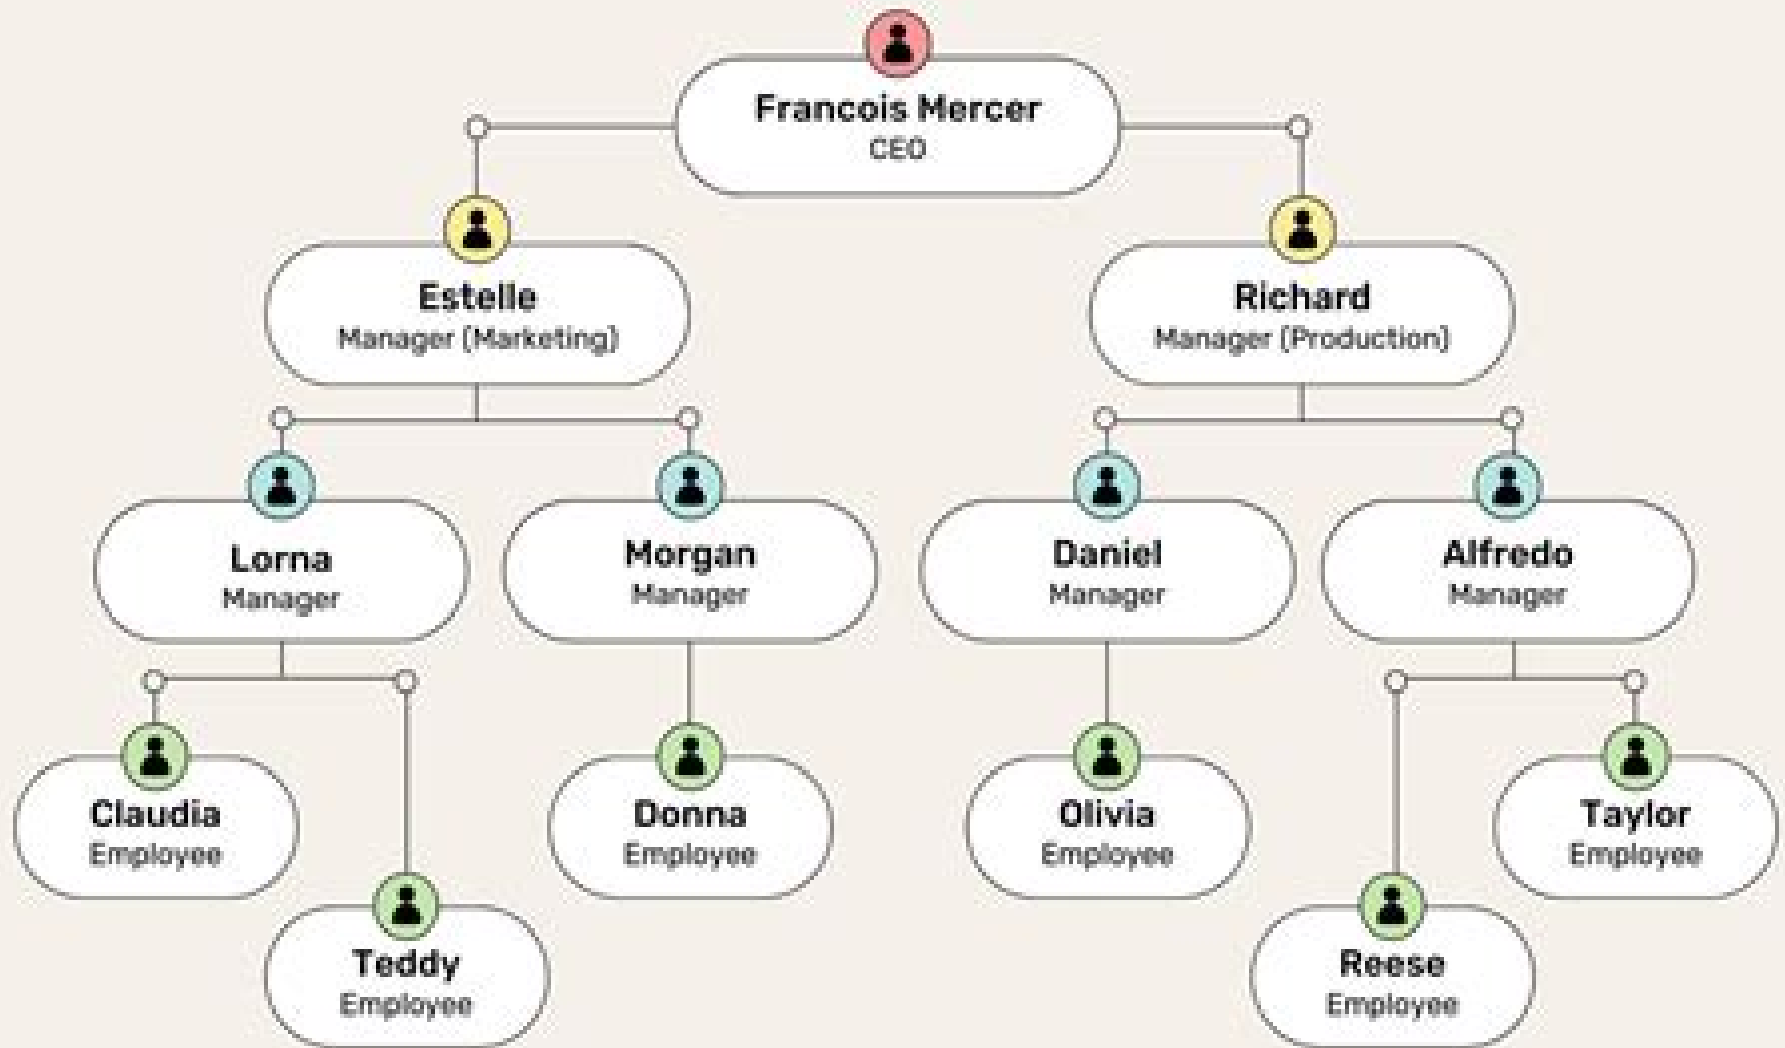 Francois Mercer
CEO
Estelle
Manager (Marketing)
Richard
Manager (Production)
Lorna
Manager
Morgan
Manager
Daniel
Manager
Alfredo
Manager
Claudia
Employee
Donna
Employee
Olivia
Employee
Taylor
Employee
Teddy
Employee
Reese
Employee